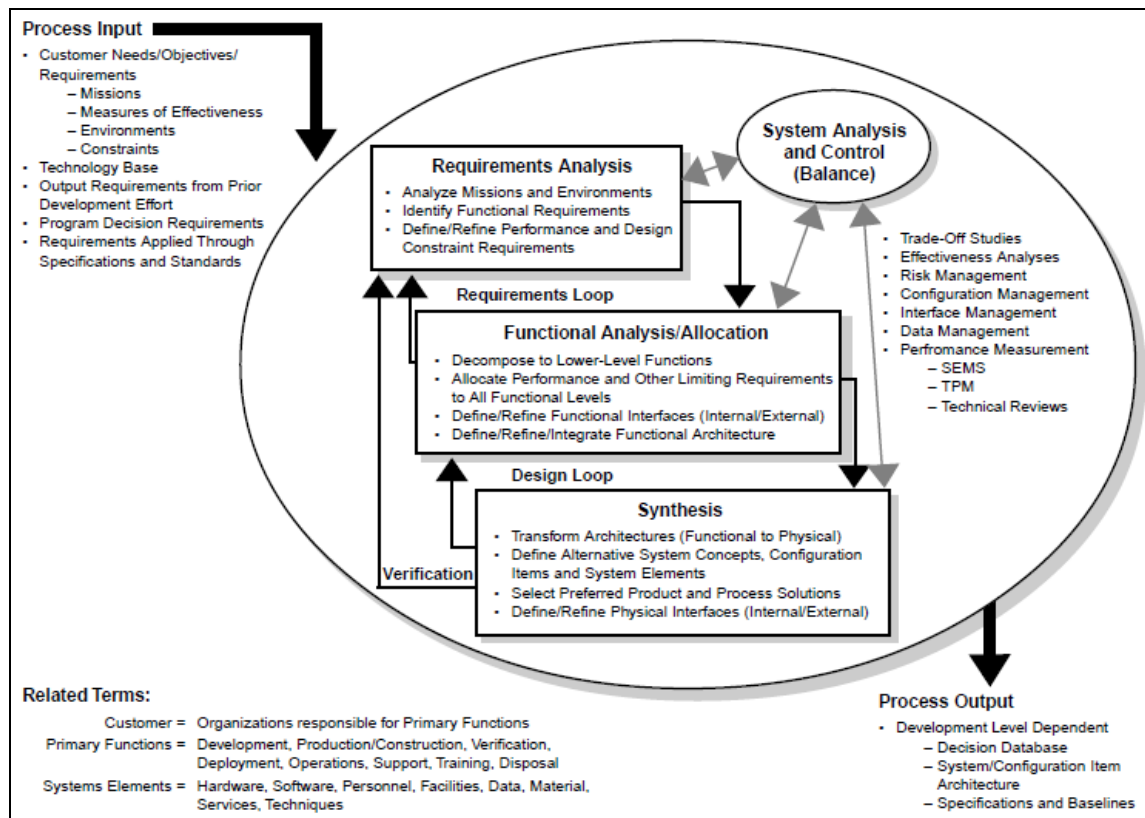 Process Input
• Customer Needs/Objectives/
Requirements
– Missions
– Measures of Effectiveness
– Environments
– Constraints
• Technology Base
• Output Requirements from Prior
Development Effort
• Program Decision Requirements
• Requirements Applied Through
Specifications and Standards
System Analysis
and Control
(Balance)
Requirements Analysis
• Analyze Missions and Environments
• Identify Functional Requirements
• Define/Refine Performance and Design
Constraint Requirements
• Trade-Off Studies
• Effectiveness Analyses
• Risk Management
• Configuration Management
• Interface Management
• Data Management
• Perfromance Measurement
– SEMS
– TPM
– Technical Reviews
Requirements Loop
Functional Analysis/Allocation
• Decompose to Lower-Level Functions
• Allocate Performance and Other Limiting Requirements
to All Functional Levels
• Define/Refine Functional Interfaces (Internal/External)
• Define/Refine/Integrate Functional Architecture
Design Loop
Synthesis
• Transform Architectures (Functional to Physical)
• Define Alternative System Concepts, Configuration
Items and System Elements
• Select Preferred Product and Process Solutions
• Define/Refine Physical Interfaces (Internal/External)
Verification
Related Terms:
Customer = Organizations responsible for Primary Functions
Primary Functions = Development, Production/Construction, Verification,
Deployment, Operations, Support, Training, Disposal
Systems Elements = Hardware, Software, Personnel, Facilities, Data, Material,
Services, Techniques
Process Output
• Development Level Dependent
– Decision Database
– System/Configuration Item
Architecture
– Specifications and Baselines